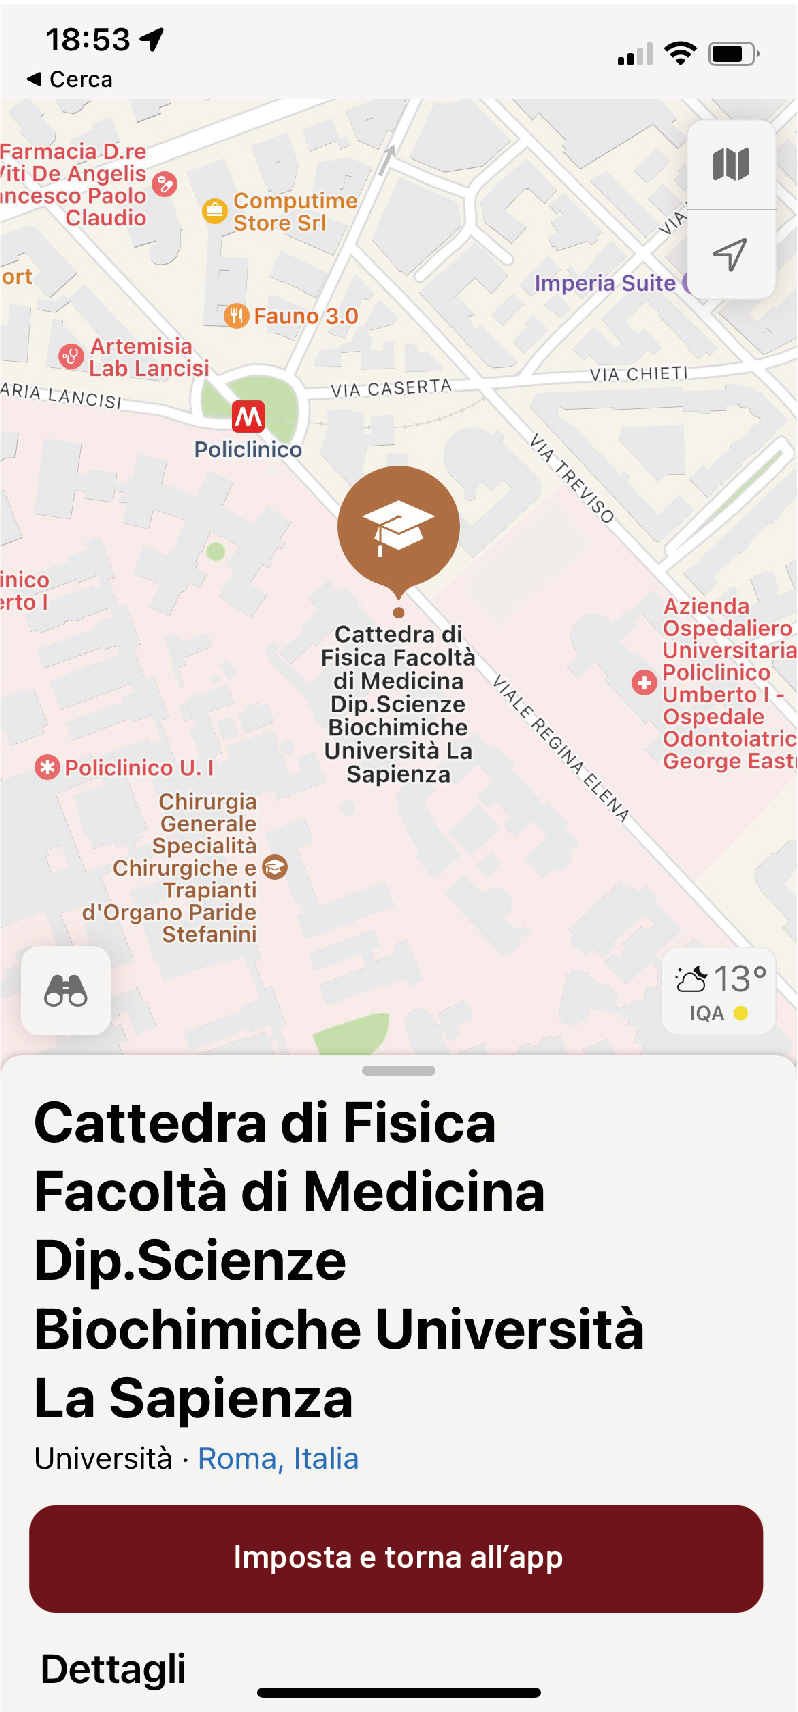 18:53
◀ Cerca
Farmacia D.re
Viti De Angelis
ncesco Paolo
Claudio
Computime
Store Srl
VIA
ort
Imperia Suite
Fauno 3.0
Artemisia
Lab Lancisi
VIA CHIETI
VIA CASERTA
ARIA LANCISI
M
Policlinico
VIA TREVISO
inico
erto I
Azienda
Ospedaliero
Universitaria
Policlinico
Umberto I -
Ospedale
Odontoiatric
George East
Cattedra di
Fisica Facoltà
di Medicina
Dip.Scienze
Biochimiche
Università La
Sapienza
VIALE REGINA ELENA
Policlinico U. I
Chirurgia
Generale
Specialità
Chirurgiche e
Trapianti
d'Organo Paride
Stefanini
13°
IQA
Cattedra di Fisica
Facoltà di Medicina
Dip.Scienze
Biochimiche Università
La Sapienza
Università · Roma, Italia
Imposta e torna all’app
Dettagli